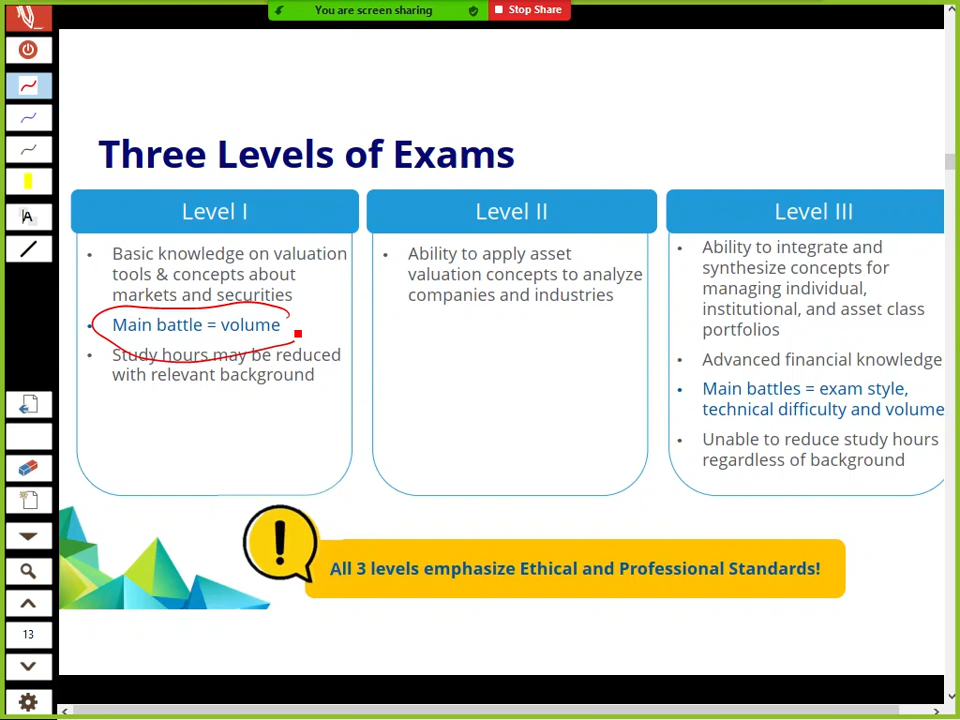 You are screen sharing
Stop Share
Three Levels of Exams
Level I
• Basic knowledge on valuation
tools & concepts about
markets and securities
• Main battle = volume
• Study hours may be reduced
with relevant background
Level II
• Ability to apply asset
valuation concepts to analyze
companies and industries
Level III
• Ability to integrate and
synthesize concepts for
managing individual,
institutional, and asset class
portfolios
• Advanced financial knowledge
• Main battles = exam style,
technical difficulty and volume
• Unable to reduce study hours
regardless of background
!
All 3 levels emphasize Ethical and Professional Standards!
A
13